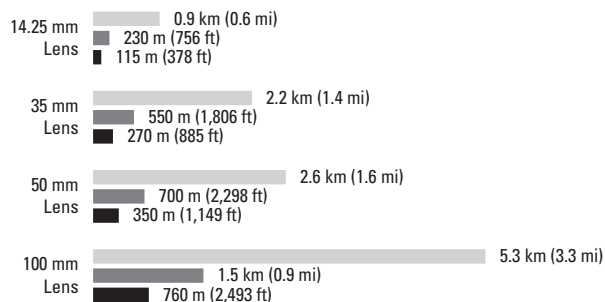 14.25 mm
Lens
0.9 km (0.6 mi)
230 m (756 ft)
115 m (378 ft)
35 mm
Lens
2.2 km (1.4 mi)
550 m (1,806 ft)
270 m (885 ft)
50 mm
Lens
2.6 km (1.6 mi)
700 m (2,298 ft)
350 m (1,149 ft)
100 mm
Lens
5.3 km (3.3 mi)
1.5 km (0.9 mi)
760 m (2,493 ft)